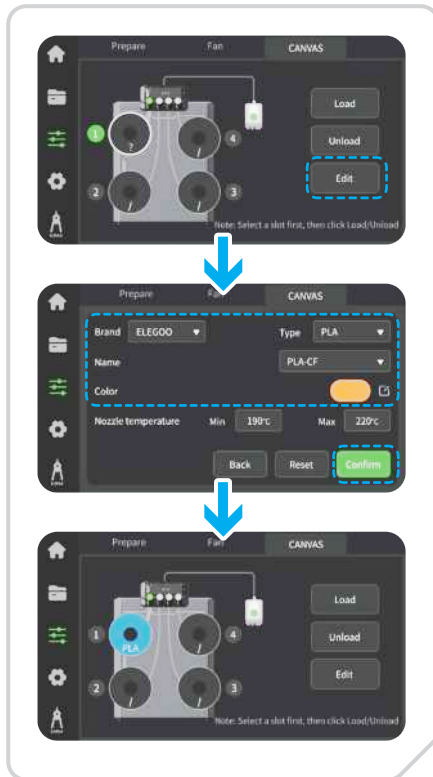 Prepare Fan CANVAS
Load
1 ? / 4
Unload
Edit
2 / / 3
Note: Select a slot first, then click Load/Unload
Prepare Fan CANVAS
Brand ELEGOO Type PLA
Name PLA-CF
Color
Nozzle temperature Min 190℃ Max 220℃
Back Reset Confirm
Prepare Fan CANVAS
Load
1 PLA / 4
Unload
Edit
2 / / 3
Note: Select a slot first, then click Load/Unload